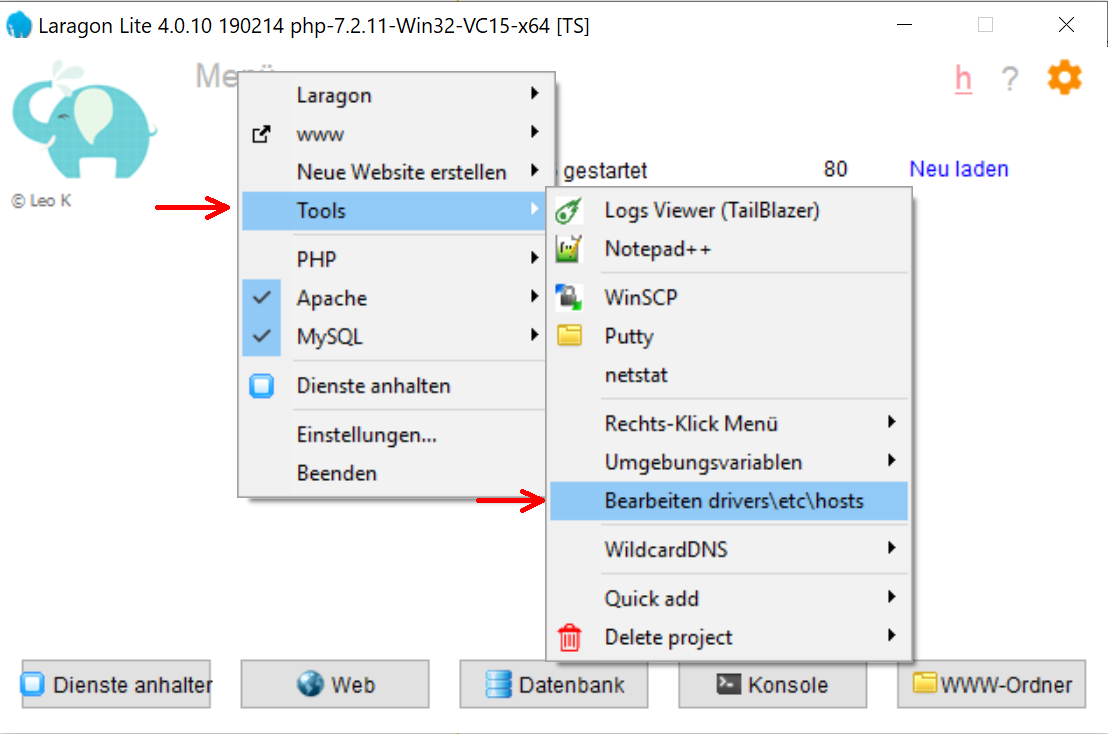 Laragon Lite 4.0.10 190214 php-7.2.11-Win32-VC15-x64 [TS]
Menü
h ?
© Leo K
gestartet 80 Neu laden
Laragon
www
Neue Website erstellen
Tools
PHP
Apache
MySQL
Dienste anhalten
Einstellungen...
Beenden
Logs Viewer (TailBlazer)
Notepad++
WinSCP
Putty
netstat
Rechts-Klick Menü
Umgebungsvariablen
Bearbeiten drivers\etc\hosts
WildcardDNS
Quick add
Delete project
Dienste anhalter
Web
Datenbank
Konsole
WWW-Ordner